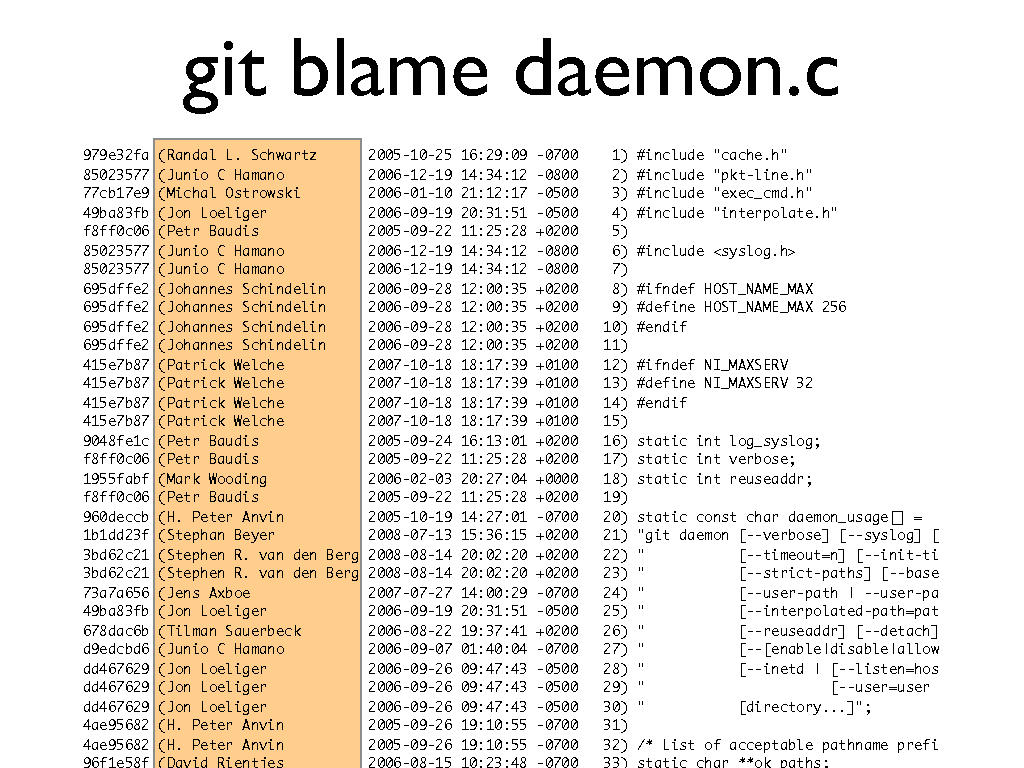 git blame daemon.c
979e32fa (Randal L. Schwartz 2005-10-25 16:29:09 -0700 1) #include "cache.h"
85023577 (Junio C Hamano 2006-12-19 14:34:12 -0800 2) #include "pkt-line.h"
77cb17e9 (Michal Ostrowski 2006-01-10 21:12:17 -0500 3) #include "exec_cmd.h"
49ba83fb (Jon Loeliger 2006-09-19 20:31:51 -0500 4) #include "interpolate.h"
f8ff0c06 (Petr Baudis 2005-09-22 11:25:28 +0200 5)
85023577 (Junio C Hamano 2006-12-19 14:34:12 -0800 6) #include <syslog.h>
85023577 (Junio C Hamano 2006-12-19 14:34:12 -0800 7)
695dffe2 (Johannes Schindelin 2006-09-28 12:00:35 +0200 8) #ifndef HOST_NAME_MAX
695dffe2 (Johannes Schindelin 2006-09-28 12:00:35 +0200 9) #define HOST_NAME_MAX 256
695dffe2 (Johannes Schindelin 2006-09-28 12:00:35 +0200 10) #endif
695dffe2 (Johannes Schindelin 2006-09-28 12:00:35 +0200 11)
415e7b87 (Patrick Welche 2007-10-18 18:17:39 +0100 12) #ifndef NI_MAXSERV
415e7b87 (Patrick Welche 2007-10-18 18:17:39 +0100 13) #define NI_MAXSERV 32
415e7b87 (Patrick Welche 2007-10-18 18:17:39 +0100 14) #endif
415e7b87 (Patrick Welche 2007-10-18 18:17:39 +0100 15)
9048fe1c (Petr Baudis 2005-09-24 16:13:01 +0200 16) static int log_syslog;
f8ff0c06 (Petr Baudis 2005-09-22 11:25:28 +0200 17) static int verbose;
1955fabf (Mark Wooding 2006-02-03 20:27:04 +0000 18) static int reuseaddr;
f8ff0c06 (Petr Baudis 2005-09-22 11:25:28 +0200 19)
960deccb (H. Peter Anvin 2005-10-19 14:27:01 -0700 20) static const char daemon_usage[] =
1b1dd23f (Stephan Beyer 2008-07-13 15:36:15 +0200 21) "git daemon [--verbose] [--syslog] [
3bd62c21 (Stephen R. van den Berg 2008-08-14 20:02:20 +0200 22) " [--timeout=n] [--init-ti
3bd62c21 (Stephen R. van den Berg 2008-08-14 20:02:20 +0200 23) " [--strict-paths] [--base
73a7a656 (Jens Axboe 2007-07-27 14:00:29 -0700 24) " [--user-path | --user-pa
49ba83fb (Jon Loeliger 2006-09-19 20:31:51 -0500 25) " [--interpolated-path=pat
678dac6b (Tilman Sauerbeck 2006-08-22 19:37:41 +0200 26) " [--reuseaddr] [--detach]
d9edcbd6 (Junio C Hamano 2006-09-07 01:40:04 -0700 27) " [--[enable|disable|allow
dd467629 (Jon Loeliger 2006-09-26 09:47:43 -0500 28) " [--inetd | [--listen=hos
dd467629 (Jon Loeliger 2006-09-26 09:47:43 -0500 29) " [--user=user
dd467629 (Jon Loeliger 2006-09-26 09:47:43 -0500 30) " [directory...]";
4ae95682 (H. Peter Anvin 2005-09-26 19:10:55 -0700 31)
4ae95682 (H. Peter Anvin 2005-09-26 19:10:55 -0700 32) /* List of acceptable pathname prefi
96f1e58f (David Rientjes 2006-08-15 10:23:48 -0700 33) static char **ok_paths;